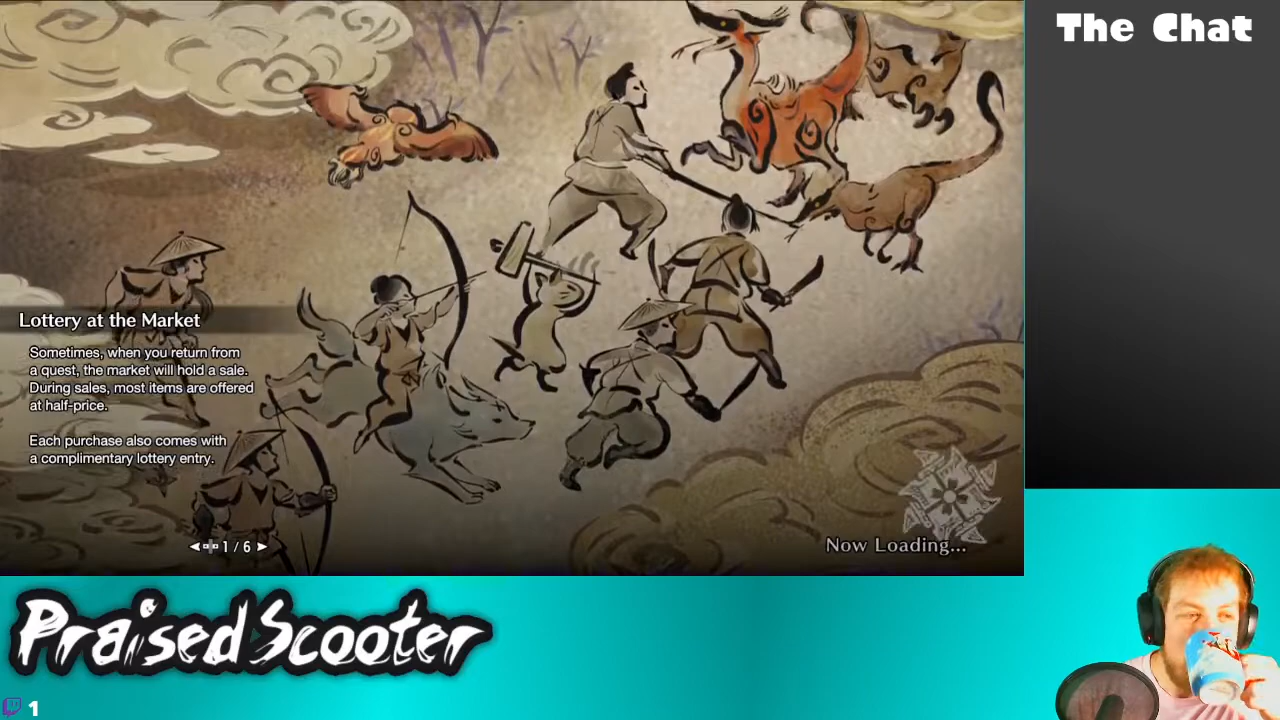 The Chat
Lottery at the Market
Sometimes, when you return from
a quest, the market will hold a sale.
During sales, most items are offered
at half-price.
Each purchase also comes with
a complimentary lottery entry.
1 / 6
Now Loading...
Praised Scooter
1